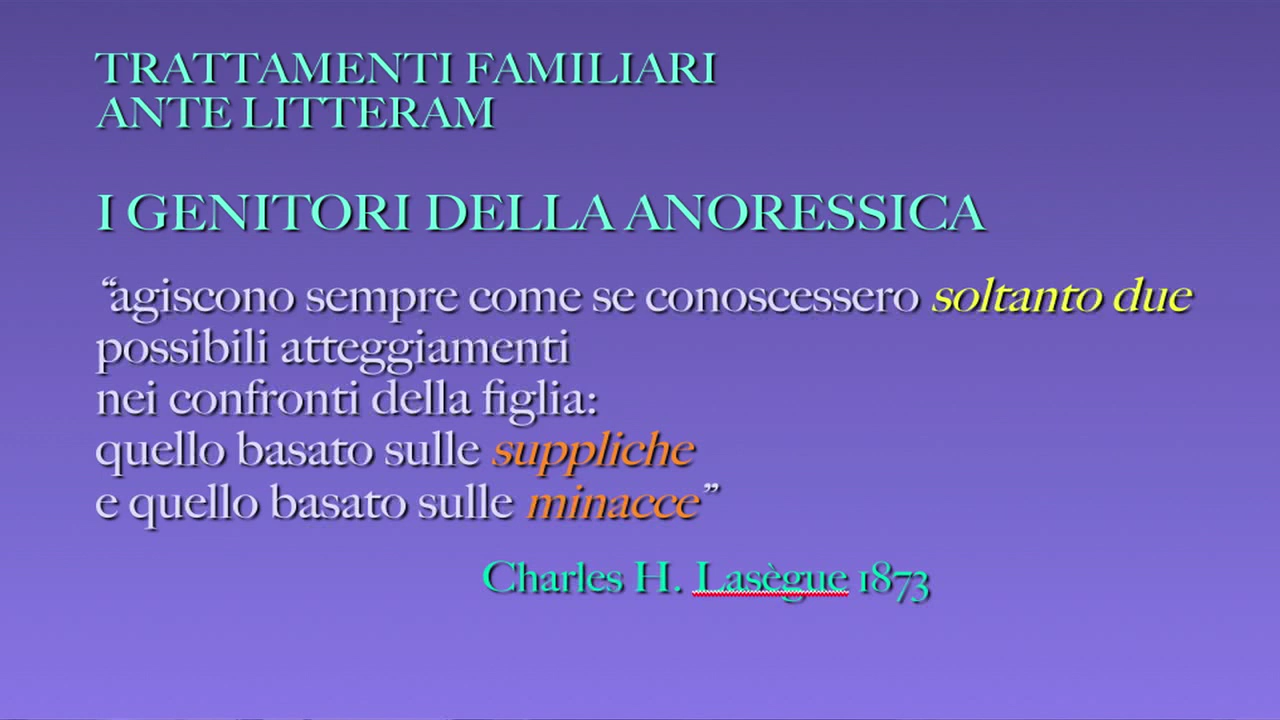 TRATTAMENTI FAMILIARI
ANTE LITTERAM
I GENITORI DELLA ANORESSICA
“agiscono sempre come se conoscessero soltanto due
possibili atteggiamenti
nei confronti della figlia:
quello basato sulle suppliche
e quello basato sulle minacce”
Charles H. Lasègue 1873